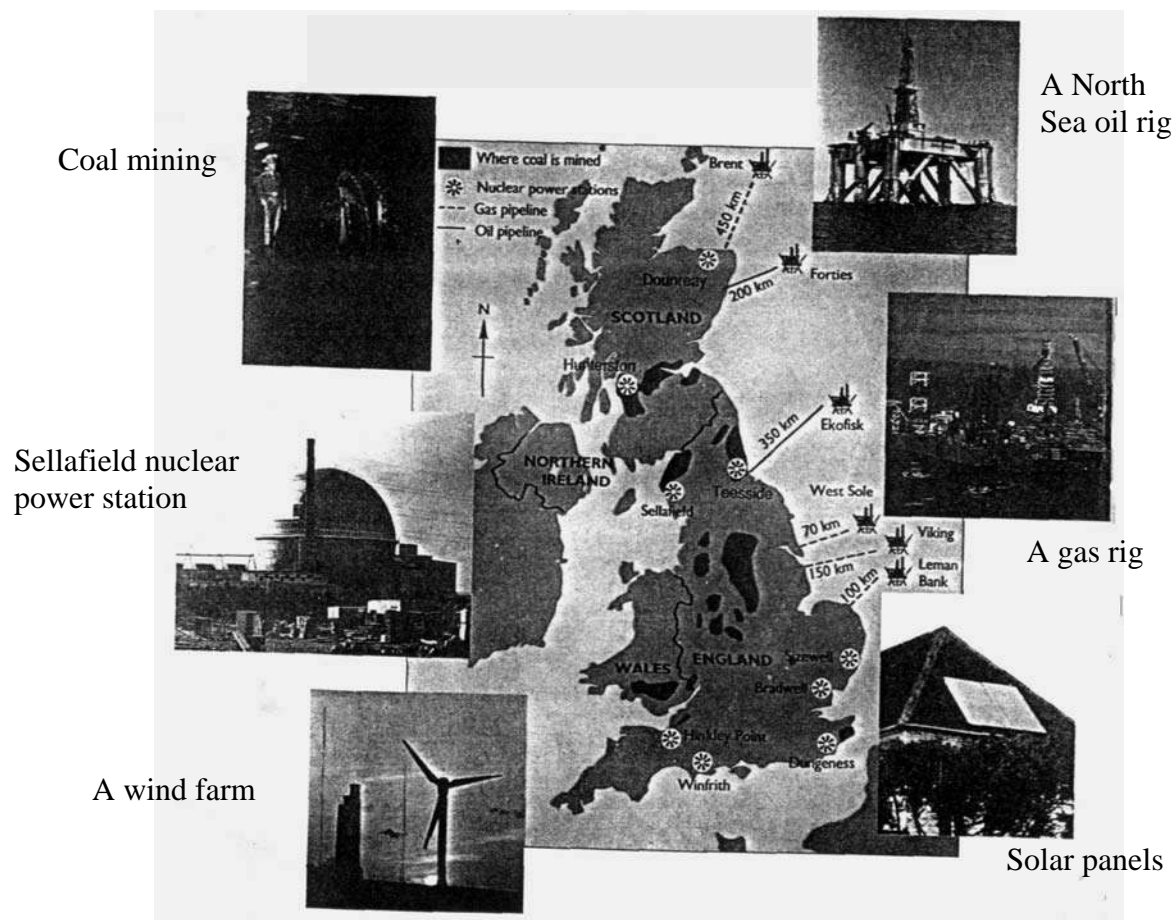 A North
Sea oil rig
Coal mining
Where coal is mined
Nuclear power stations
Gas pipeline
Oil pipeline
Brent
450 km
Dounreay
Forties
200 km
SCOTLAND
N
Hunterston
Ekofisk
350 km
Sellafield nuclear
power station
NORTHERN
IRELAND
Teesside
Sellafield
West Sole
70 km
Viking
150 km
Leman
Bank
100 km
A gas rig
Sizewell
WALES
ENGLAND
Bradwell
Hinkley Point
Dungeness
Winfrith
A wind farm
Solar panels